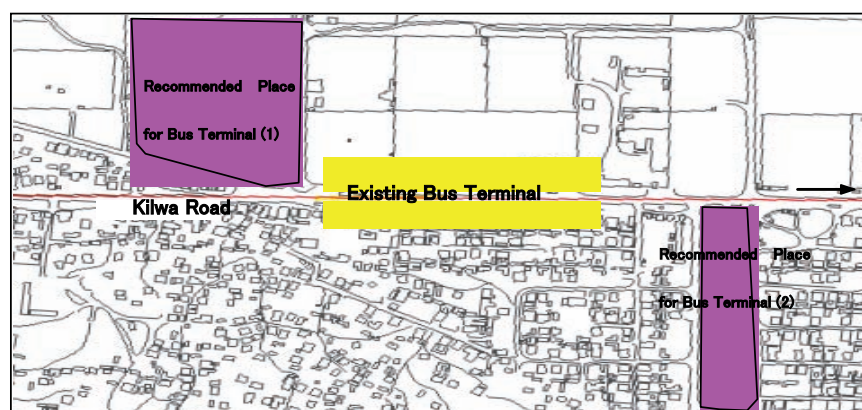 Recommended Place
for Bus Terminal (1)
Existing Bus Terminal
Kilwa Road
Recommended Place
for Bus Terminal (2)